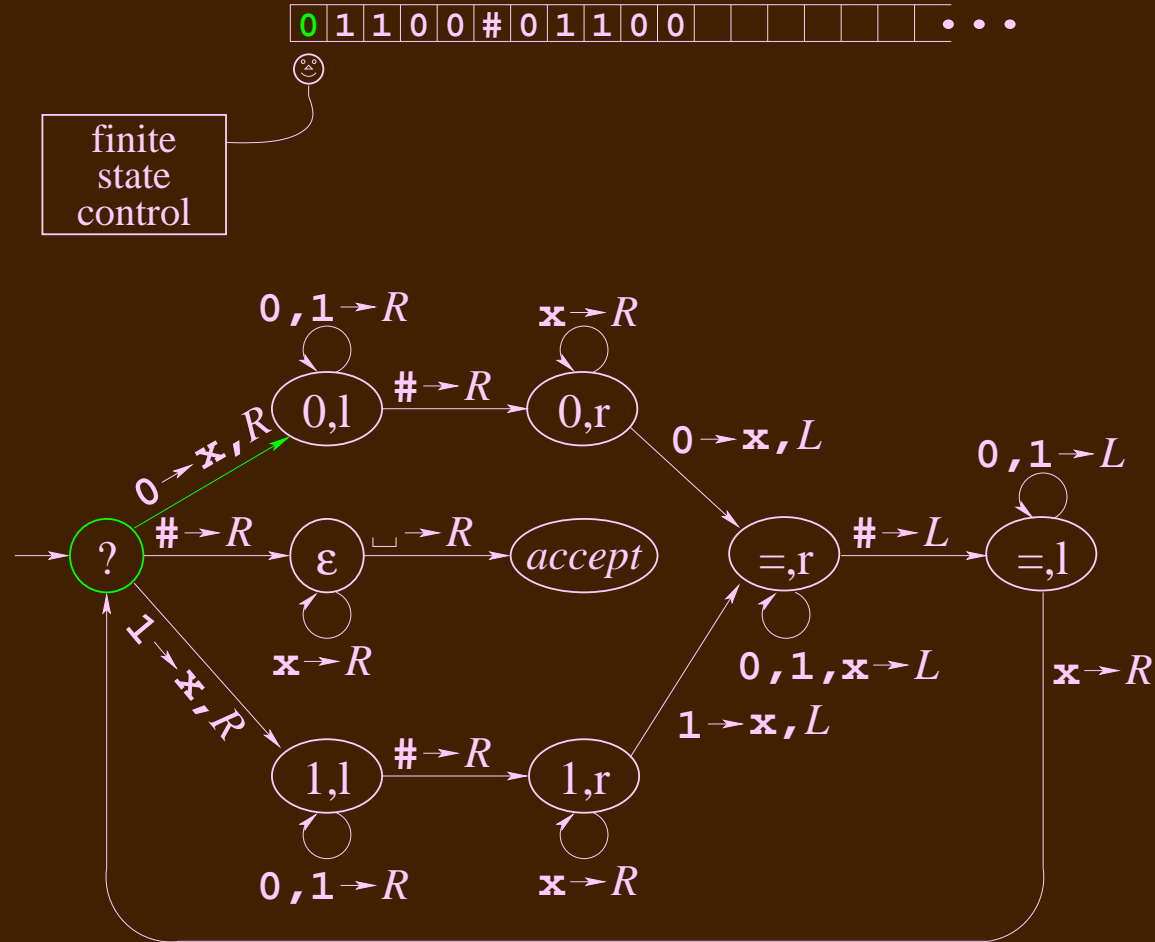 0 1 1 0 0 # 0 1 1 0 0 • • •
finite
state
control
0,1→R
x→R
#→R
0,l
0,r
0→x,R
0→x,L
0,1→L
#→R
␣→R
#→L
?
ε
accept
=,r
=,l
x→R
0,1,x→L
x→R
1→x,R
1→x,L
#→R
1,l
1,r
0,1→R
x→R